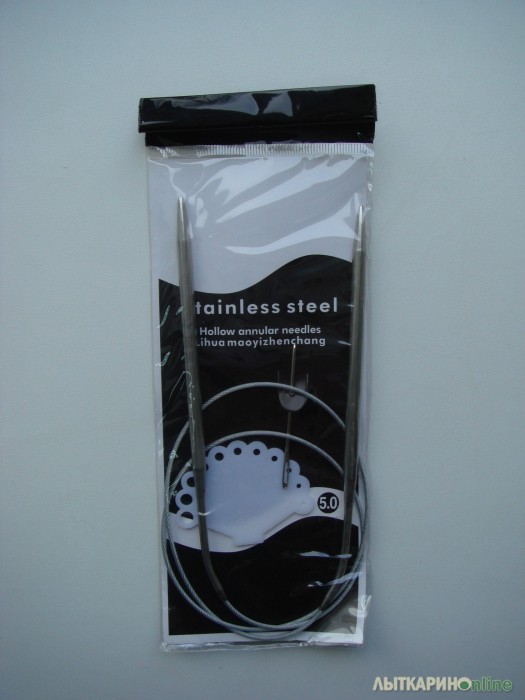 tainless steel
Hollow annular needles
Lihua maoyizhenchang
5.0
ЛЫТКАРИНОonline